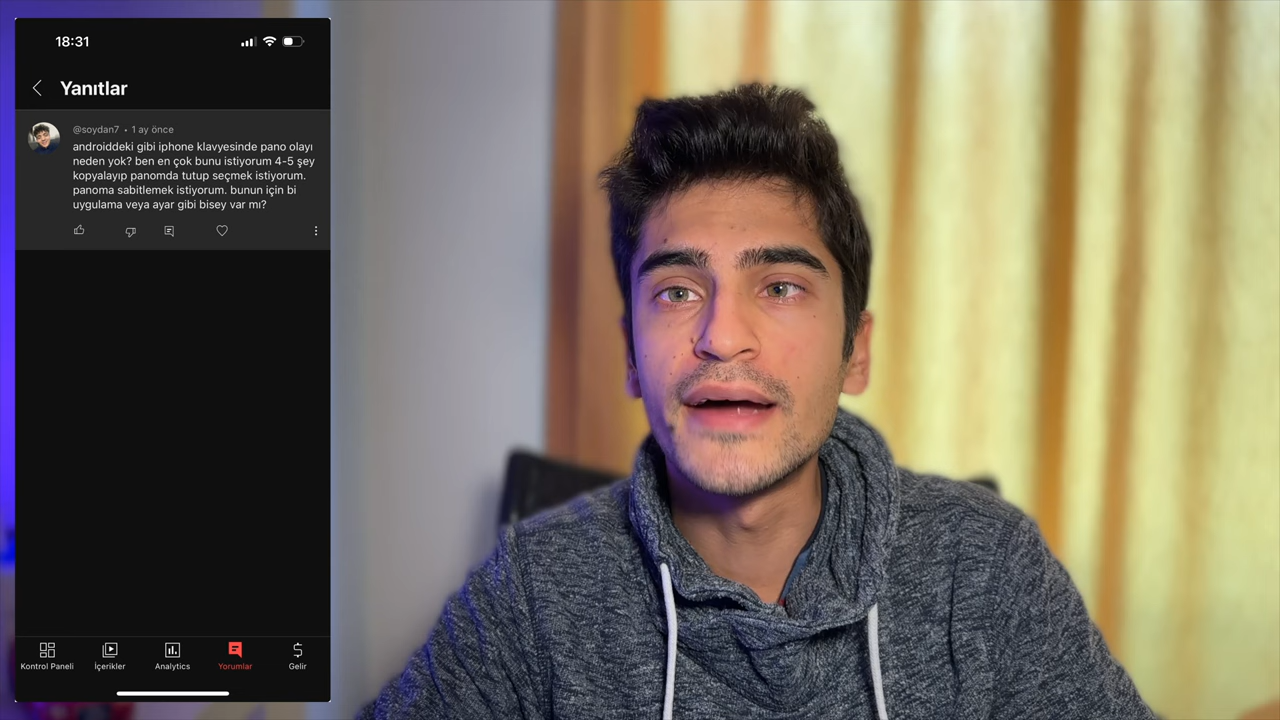 18:31
Yanıtlar
@soydan7 • 1 ay önce
androiddeki gibi iphone klavyesinde pano olayı
neden yok? ben en çok bunu istiyorum 4-5 şey
kopyalayıp panomda tutup seçmek istiyorum.
panoma sabitlemek istiyorum. bunun için bi
uygulama veya ayar gibi bisey var mı?
Kontrol Paneli
İçerikler
Analytics
Yorumlar
Gelir